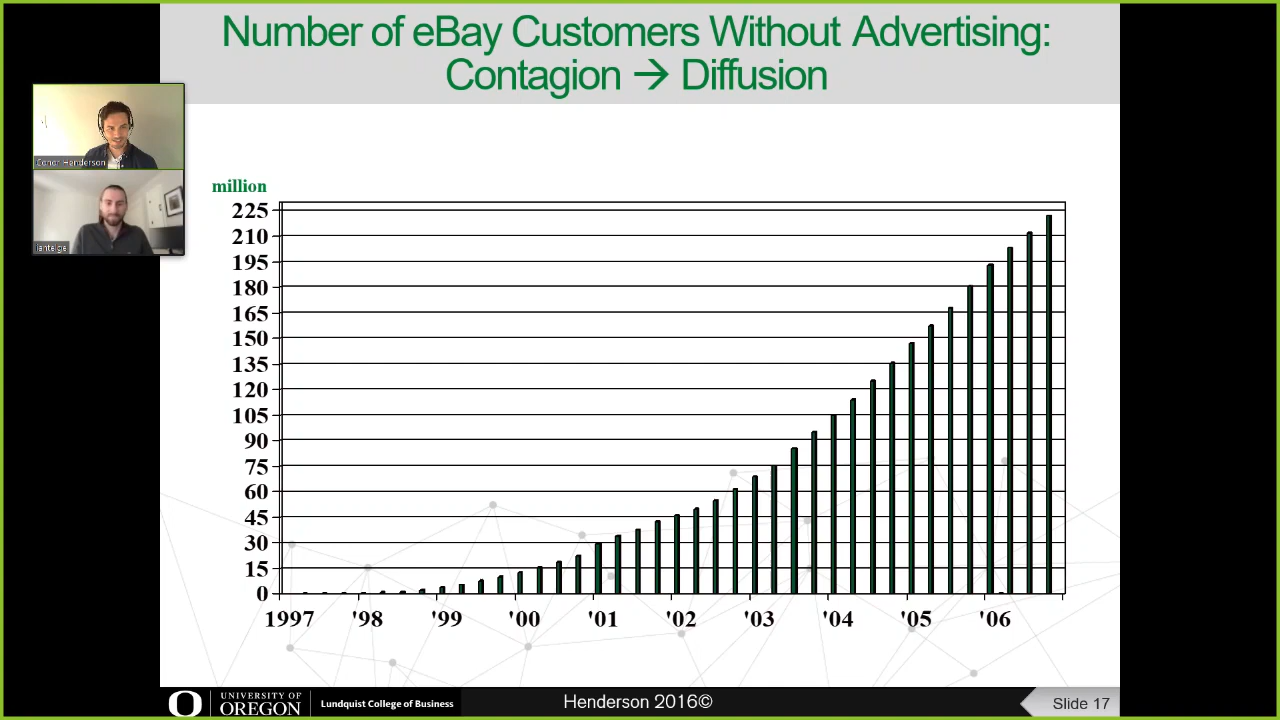 Number of eBay Customers Without Advertising:
Contagion → Diffusion
Conor Henderson
iantelge
million
225
210
195
180
165
150
135
120
105
90
75
60
45
30
15
0
1997 '98 '99 '00 '01 '02 '03 '04 '05 '06
UNIVERSITY OF
OREGON
Lundquist College of Business
Henderson 2016©
Slide 17